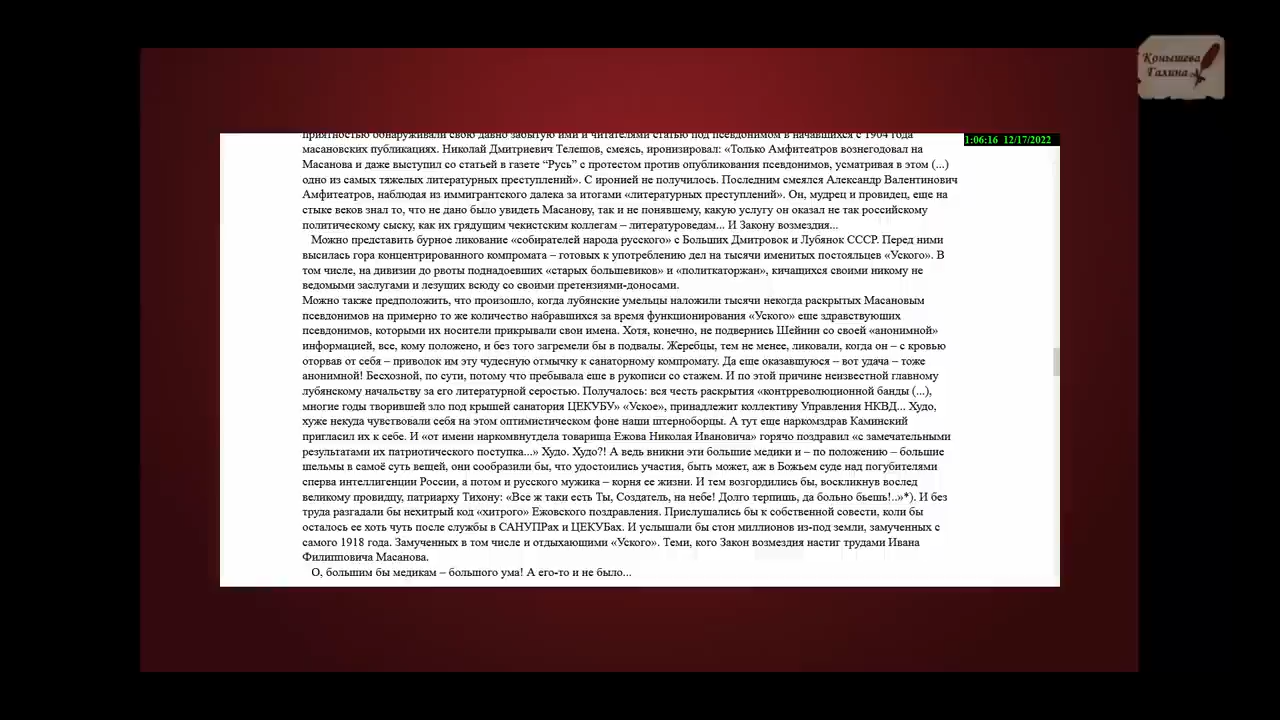 Конышева
Галина
1:06:16 12/17/2022
приятностью обнаруживали свою давно забытую ими и читателями статью под псевдонимом в начавшихся с 1904 года
масановских публикациях. Николай Дмитриевич Телешов, смеясь, иронизировал: «Только Амфитеатров вознегодовал на
Масанова и даже выступил со статьей в газете “Русь” с протестом против опубликования псевдонимов, усматривая в этом (...)
одно из самых тяжелых литературных преступлений». С иронией не получилось. Последним смеялся Александр Валентинович
Амфитеатров, наблюдая из иммигрантского далека за итогами «литературных преступлений». Он, мудрец и провидец, еще на
стыке веков знал то, что не дано было увидеть Масанову, так и не понявшему, какую услугу он оказал не так российскому
политическому сыску, как их грядущим чекистским коллегам – литературоведам... И Закону возмездия...
Можно представить бурное ликование «собирателей народа русского» с Больших Дмитровок и Лубянок СССР. Перед ними
высилась гора концентрированного компромата – готовых к употреблению дел на тысячи именитых постояльцев «Уского». В
том числе, на дивизии до рвоты поднадоевших «старых большевиков» и «политкаторжан», кичащихся своими никому не
ведомыми заслугами и лезущих всюду со своими претензиями-доносами.
Можно также предположить, что произошло, когда лубянские умельцы наложили тысячи некогда раскрытых Масановым
псевдонимов на примерно то же количество набравшихся за время функционирования «Уского» еще здравствующих
псевдонимов, которыми их носители прикрывали свои имена. Хотя, конечно, не подвернись Шейнин со своей «анонимной»
информацией, все, кому положено, и без того загремели бы в подвалы. Жеребцы, тем не менее, ликовали, когда он – с кровью
оторвав от себя – приволок им эту чудесную отмычку к санаторному компромату. Да еще оказавшуюся – вот удача – тоже
анонимной! Бесхозной, по сути, потому что пребывала еще в рукописи со стажем. И по этой причине неизвестной главному
лубянскому начальству за его литературной серостью. Получалось: вся честь раскрытия «контрреволюционной банды (...),
многие годы творившей зло под крышей санатория ЦЕКУБУ» «Уское», принадлежит коллективу Управления НКВД... Худо,
хуже некуда чувствовали себя на этом оптимистическом фоне наши штерноборцы. А тут еще наркомздрав Каминский
пригласил их к себе. И «от имени наркомвнутдела товарища Ежова Николая Ивановича» горячо поздравил «с замечательными
результатами их патриотического поступка...» Худо. Худо?! А ведь вникни эти большие медики и – по положению – большие
шельмы в самоё суть вещей, они сообразили бы, что удостоились участия, быть может, аж в Божьем суде над погубителями
сперва интеллигенции России, а потом и русского мужика – корня ее жизни. И тем возгордились бы, воскликнув вослед
великому провидцу, патриарху Тихону: «Все ж таки есть Ты, Создатель, на небе! Долго терпишь, да больно бьешь!..»*). И без
труда разгадали бы нехитрый код «хитрого» Ежовского поздравления. Прислушались бы к собственной совести, коли бы
осталось ее хоть чуть после службы в САНУПРах и ЦЕКУБах. И услышали бы стон миллионов из-под земли, замученных с
самого 1918 года. Замученных в том числе и отдыхающими «Уского». Теми, кого Закон возмездия настиг трудами Ивана
Филипповича Масанова.
О, большим бы медикам – большого ума! А его-то и не было...